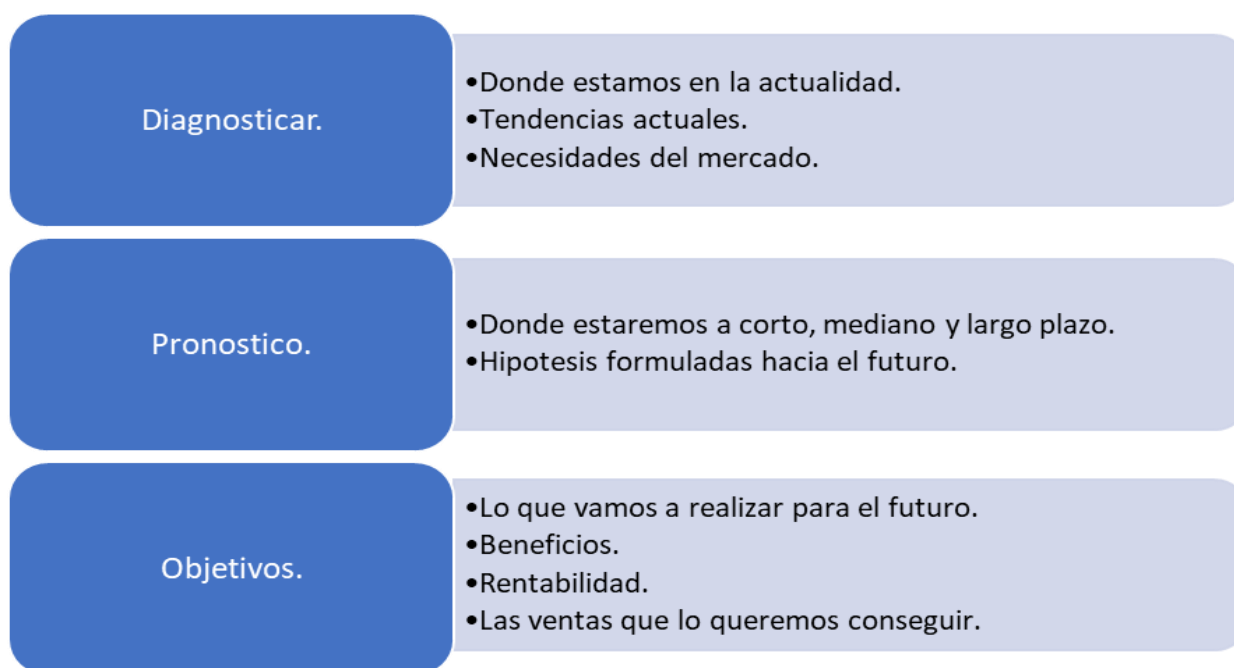 Diagnosticar.
•Donde estamos en la actualidad.
•Tendencias actuales.
•Necesidades del mercado.
Pronostico.
•Donde estaremos a corto, mediano y largo plazo.
•Hipotesis formuladas hacia el futuro.
Objetivos.
•Lo que vamos a realizar para el futuro.
•Beneficios.
•Rentabilidad.
•Las ventas que lo queremos conseguir.